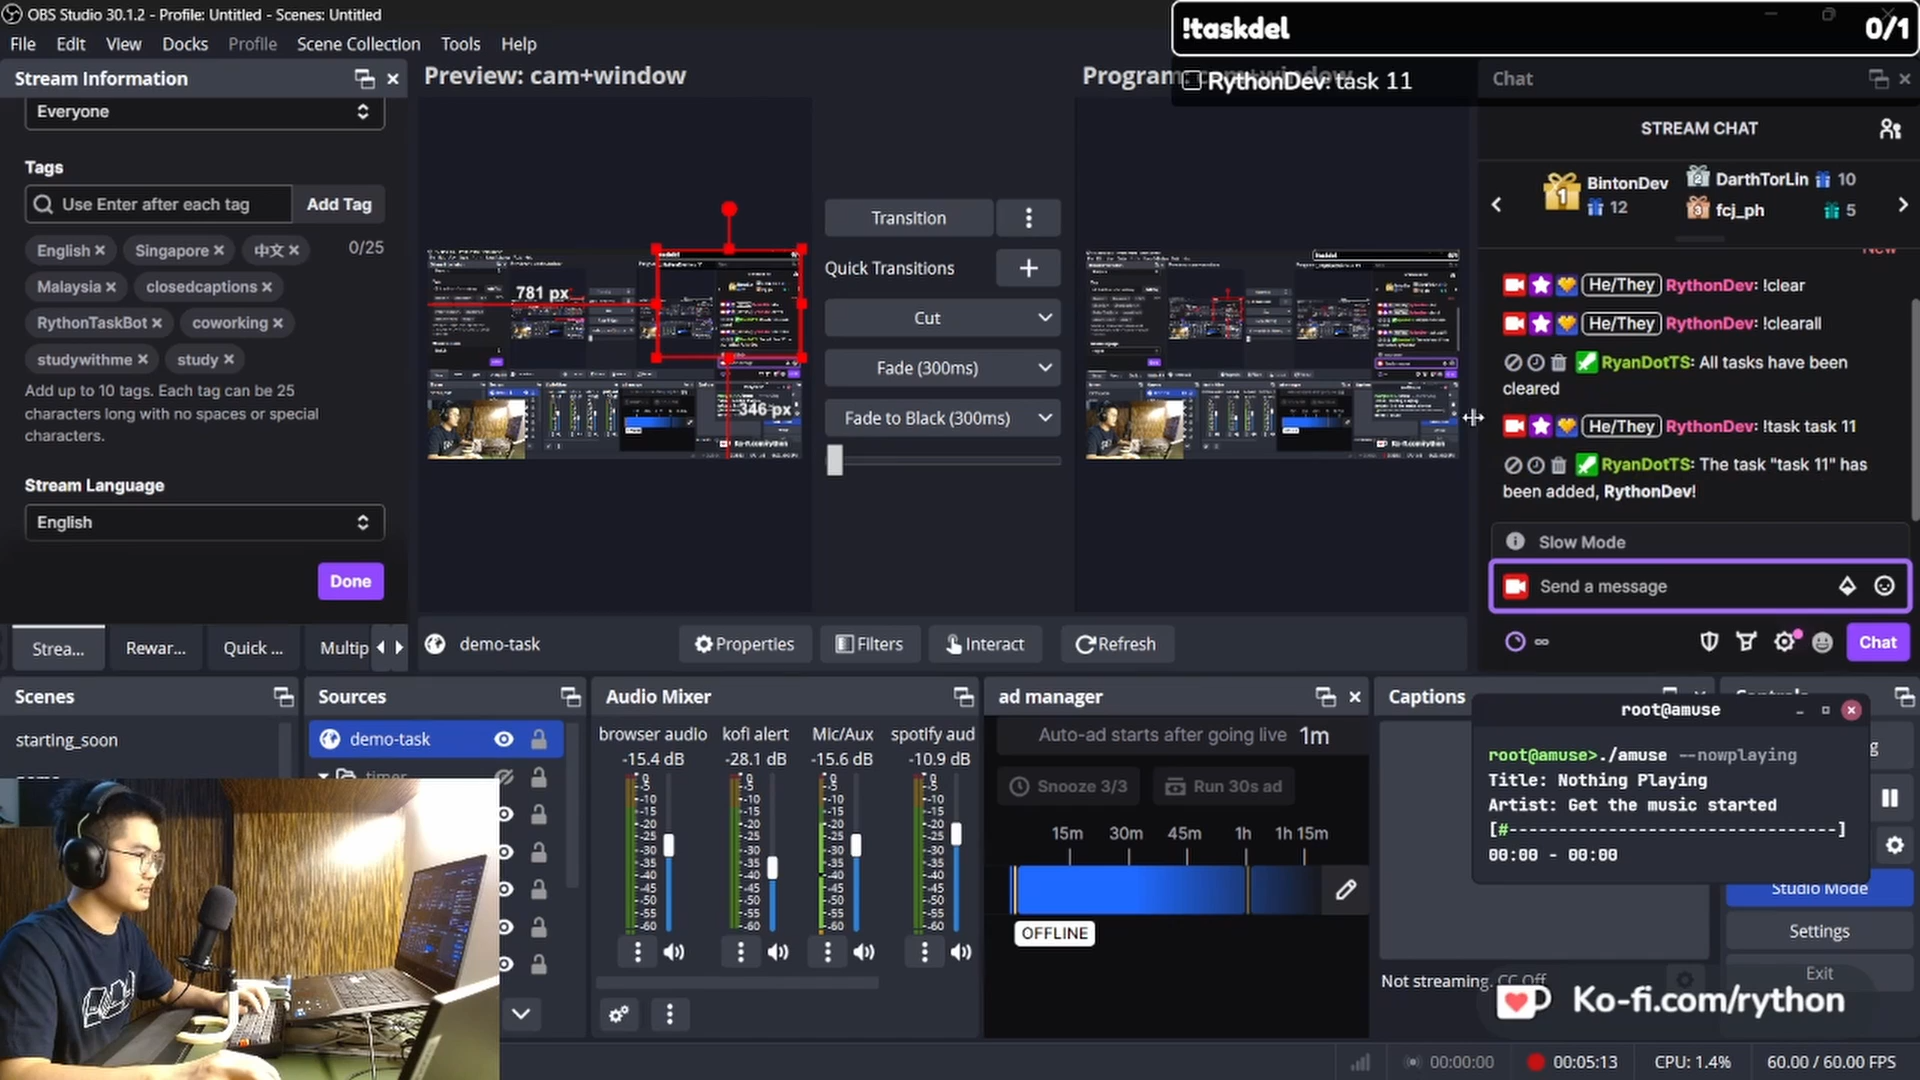 OBS Studio 30.1.2 - Profile: Untitled - Scenes: Untitled
File Edit View Docks Profile Scene Collection Tools Help
!taskdel 0/1
RythonDev: task 11
Stream Information
Everyone
Tags
Use Enter after each tag
Add Tag
English Singapore 中文 0/25
Malaysia closedcaptions
RythonTaskBot coworking
studywithme study
Add up to 10 tags. Each tag can be 25
characters long with no spaces or special
characters.
Stream Language
English
Done
Strea... Rewar... Quick ... Multip
Preview: cam+window
781 px
346 px
Transition
Quick Transitions
Cut
Fade (300ms)
Fade to Black (300ms)
demo-task
Properties
Filters
Interact
Refresh
Chat
STREAM CHAT
1 BintonDev
12
2 DarthTorLin 10
3 fcj_ph 5
He/They RythonDev: !clear
He/They RythonDev: !clearall
RyanDotTS: All tasks have been
cleared
He/They RythonDev: !task task 11
RyanDotTS: The task "task 11" has
been added, RythonDev!
Slow Mode
Send a message
Chat
Scenes
starting_soon
Sources
demo-task
timer
Audio Mixer
browser audio kofi alert Mic/Aux spotify aud
-15.4 dB -28.1 dB -15.6 dB -10.9 dB
ad manager
Auto-ad starts after going live 1m
Snooze 3/3
Run 30s ad
15m 30m 45m 1h 1h 15m
OFFLINE
Captions
Not streaming. CC Off
root@amuse
root@amuse>./amuse --nowplaying
Title: Nothing Playing
Artist: Get the music started
[#---------------------------------]
00:00 - 00:00
Studio Mode
Settings
Exit
Ko-fi.com/rython
00:00:00
00:05:13
CPU: 1.4%
60.00 / 60.00 FPS